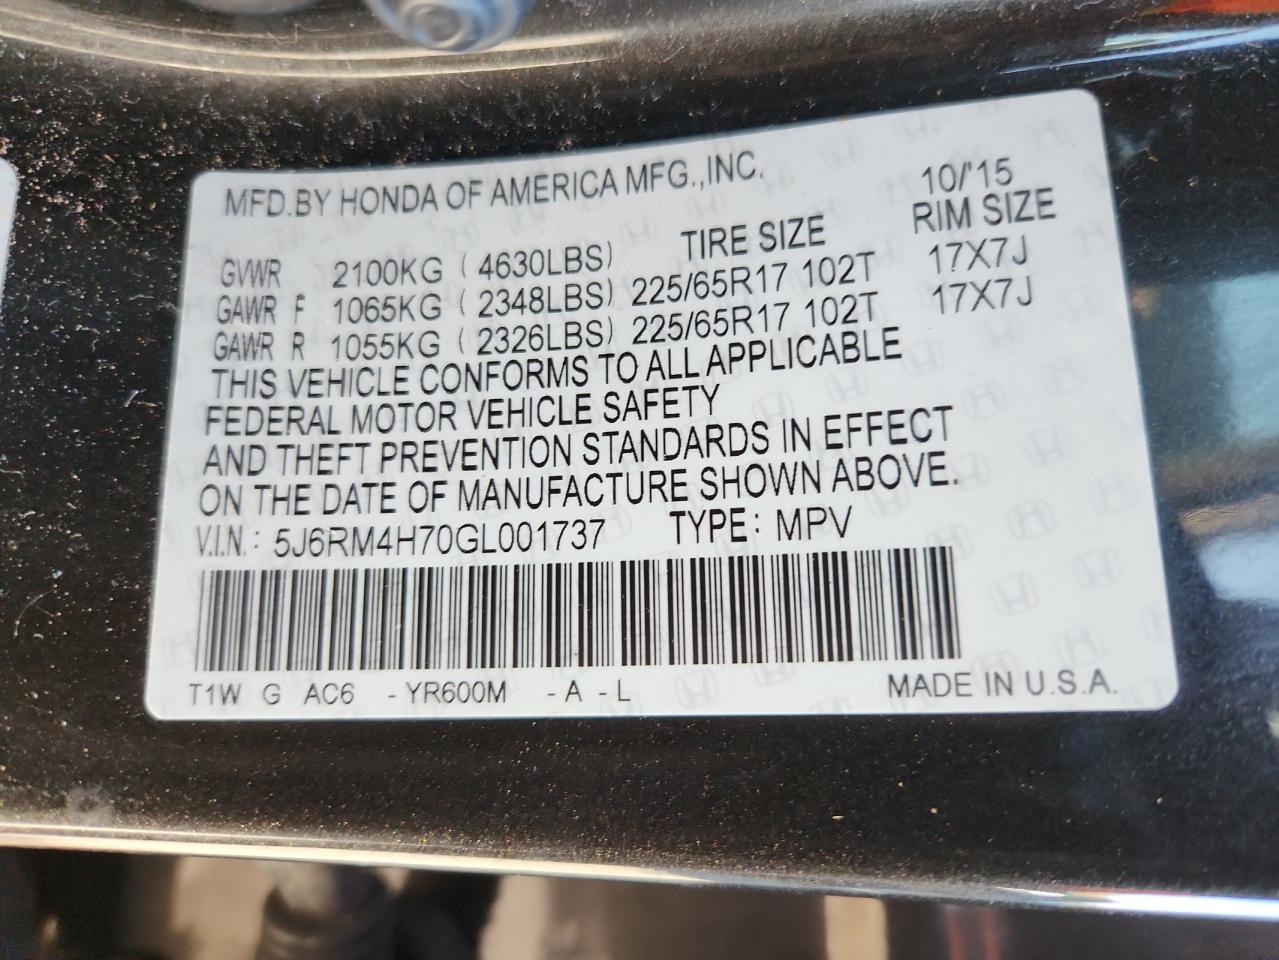 MFD.BY HONDA OF AMERICA MFG.,INC. 10/'15
TIRE SIZE RIM SIZE
GVWR 2100KG ( 4630LBS)
GAWR F 1065KG ( 2348LBS) 225/65R17 102T 17X7J
GAWR R 1055KG ( 2326LBS) 225/65R17 102T 17X7J
THIS VEHICLE CONFORMS TO ALL APPLICABLE
FEDERAL MOTOR VEHICLE SAFETY
AND THEFT PREVENTION STANDARDS IN EFFECT
ON THE DATE OF MANUFACTURE SHOWN ABOVE.
V.I.N.: 5J6RM4H70GL001737 TYPE: MPV
T1W G AC6 -YR600M -A -L MADE IN U.S.A.